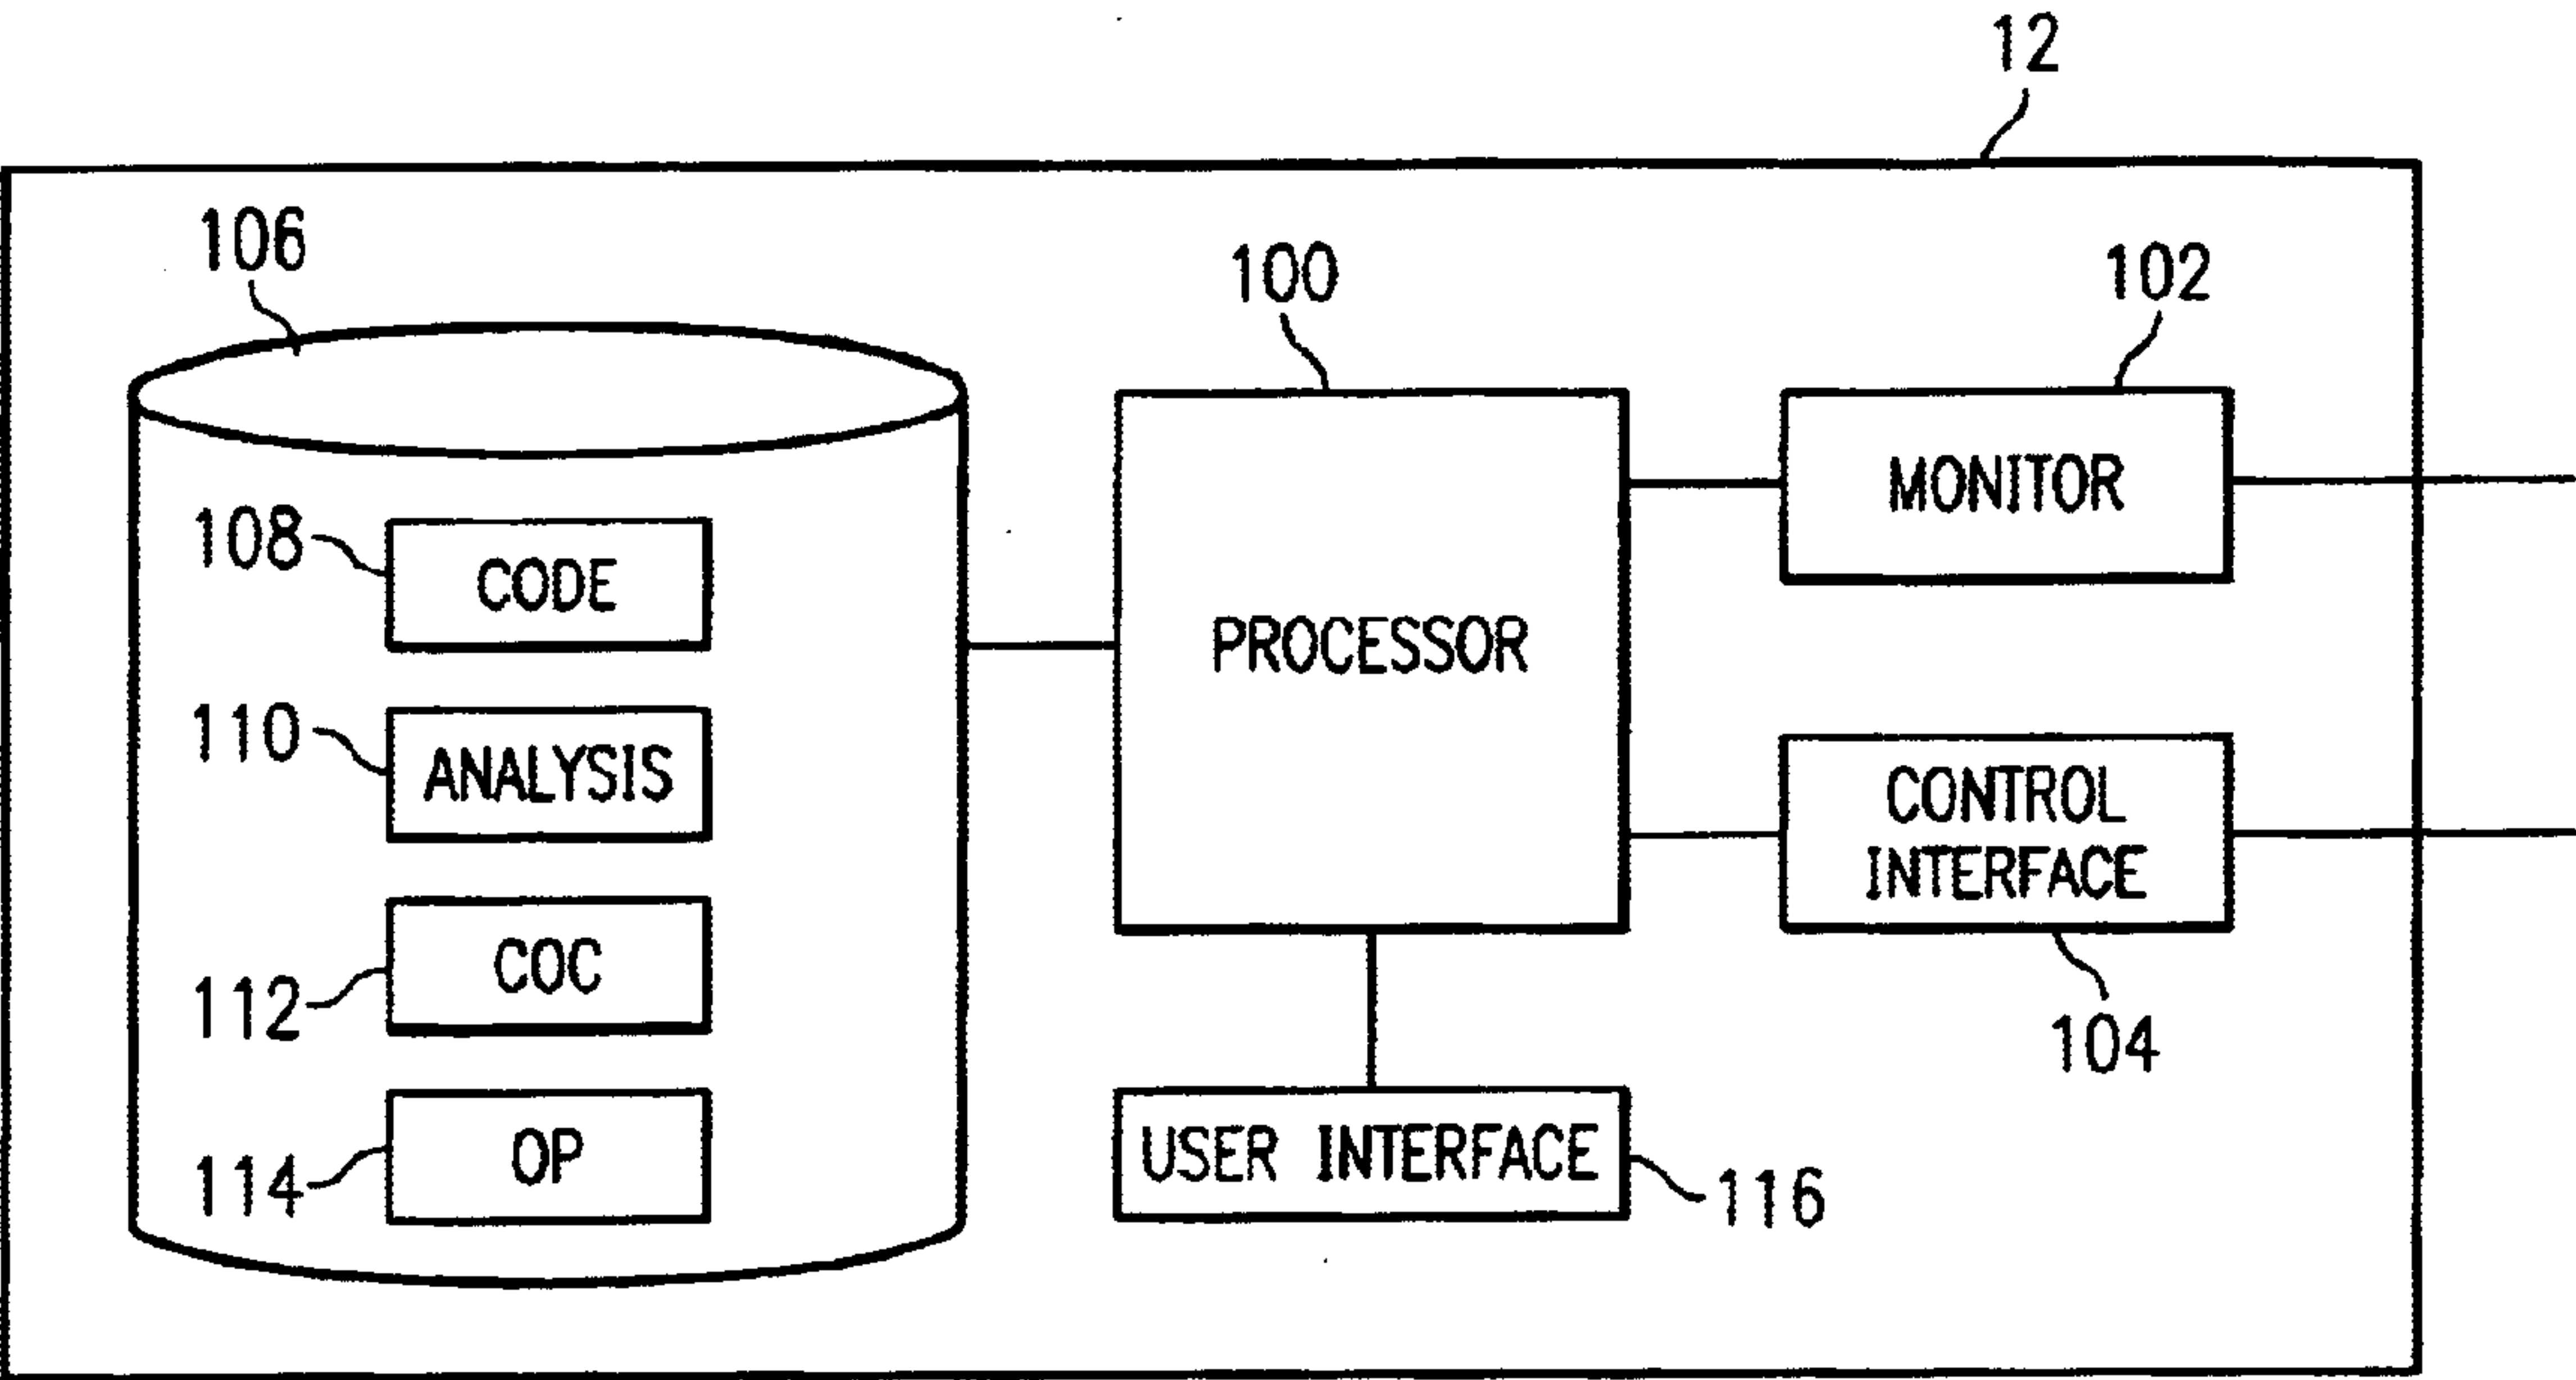 12
106
100
102
108
CODE
MONITOR
PROCESSOR
110
ANALYSIS
CONTROL
INTERFACE
112
COC
104
114
OP
USER INTERFACE
116